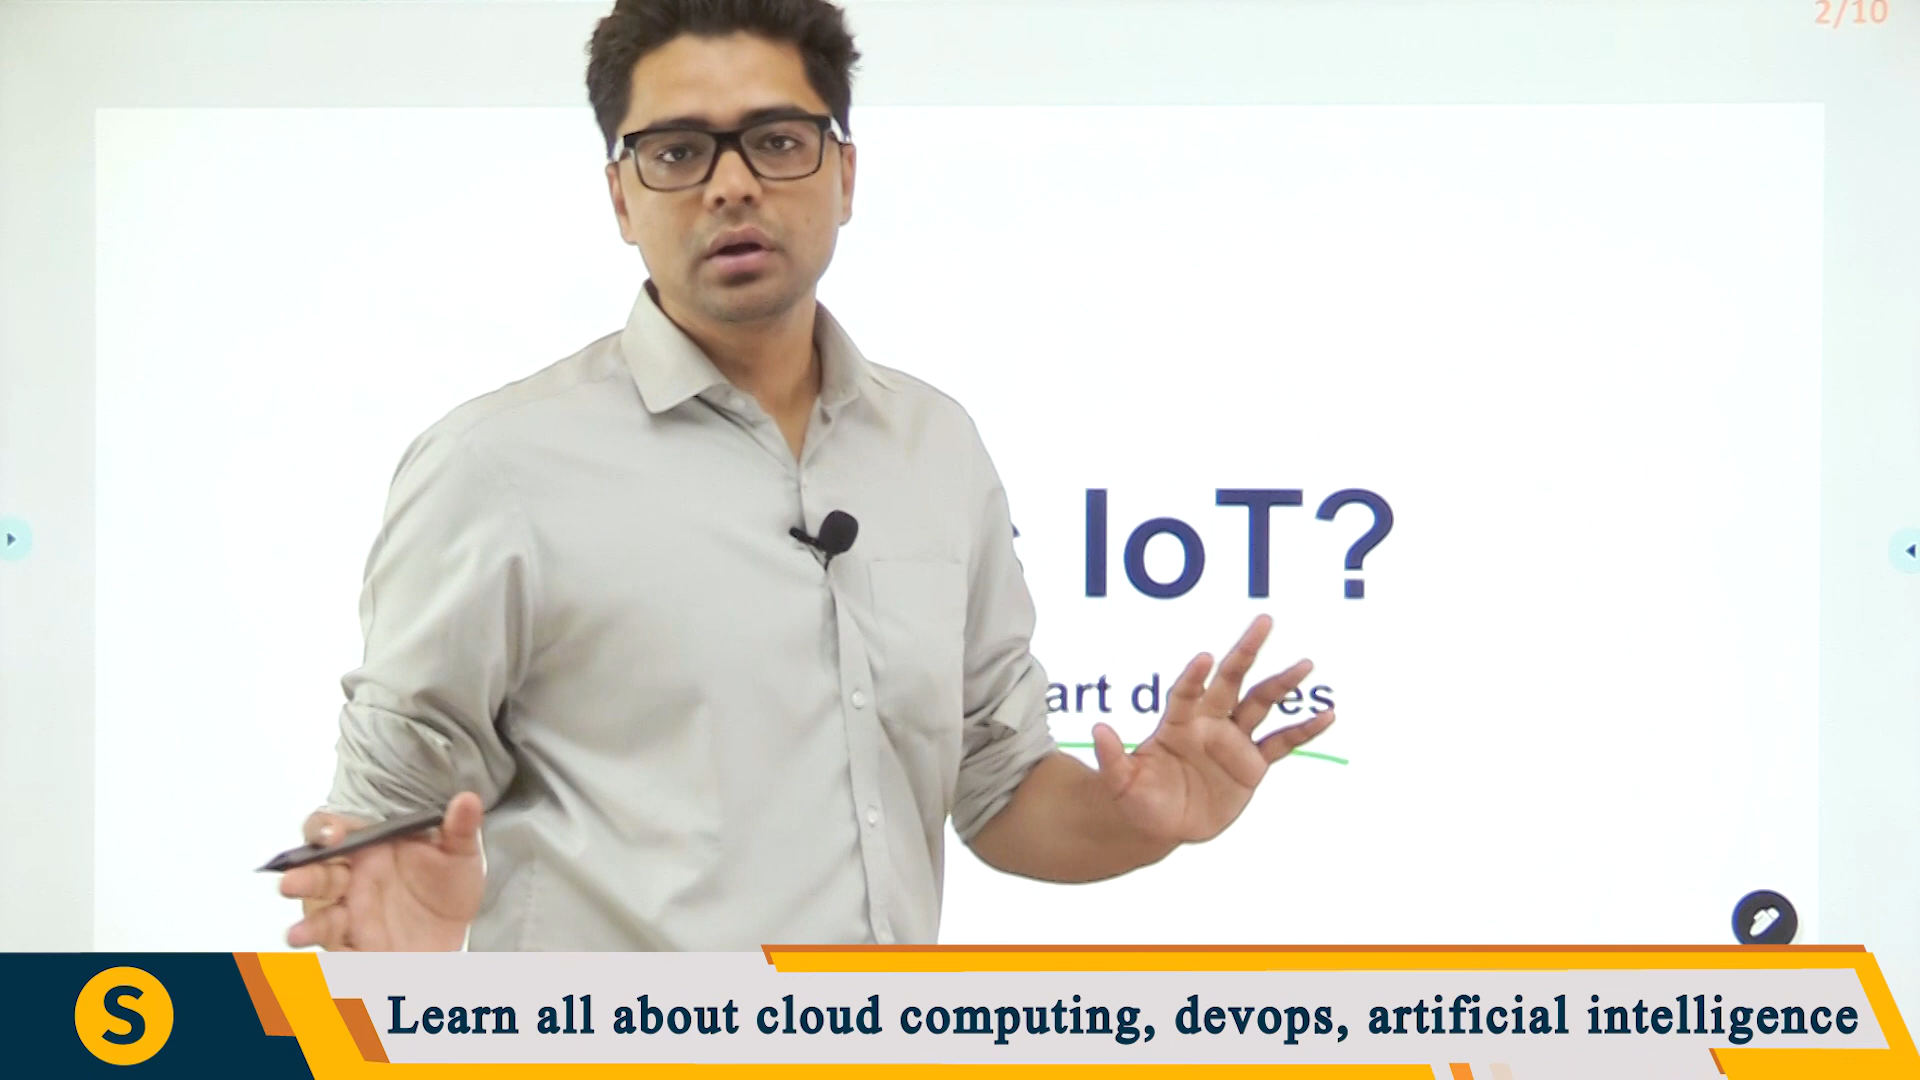 2/10
IoT?
S
Learn all about cloud computing, devops, artificial intelligence